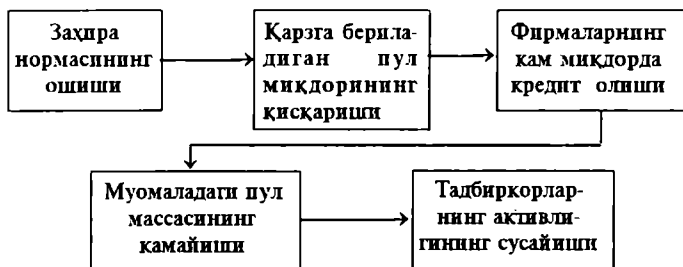 Заҳира
нормасининг
ошиши
Қарзга берила-
диган пул
миқдорининг
қисқариши
Фирмаларнинг
кам миқдорда
кредит олиши
Муомаладаги пул
массасининг
камайиши
Тадбиркорлар-
нинг активли-
гининг сусайиши